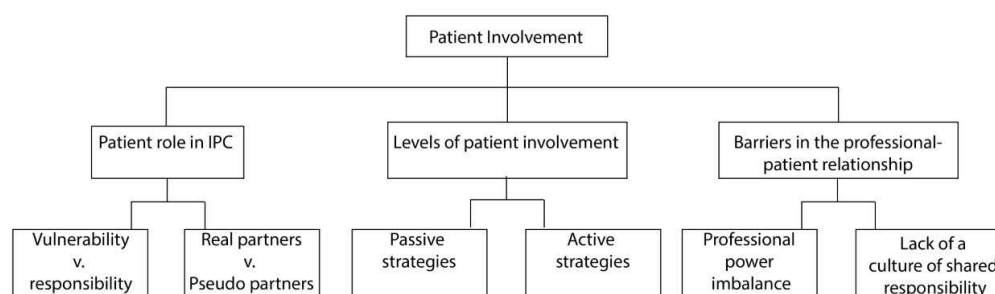 Patient Involvement
Patient role in IPC
Levels of patient involvement
Barriers in the professional-
patient relationship
Vulnerability
v.
responsibility
Real partners
v.
Pseudo partners
Passive
strategies
Active
strategies
Professional
power
imbalance
Lack of a
culture of shared
responsibility